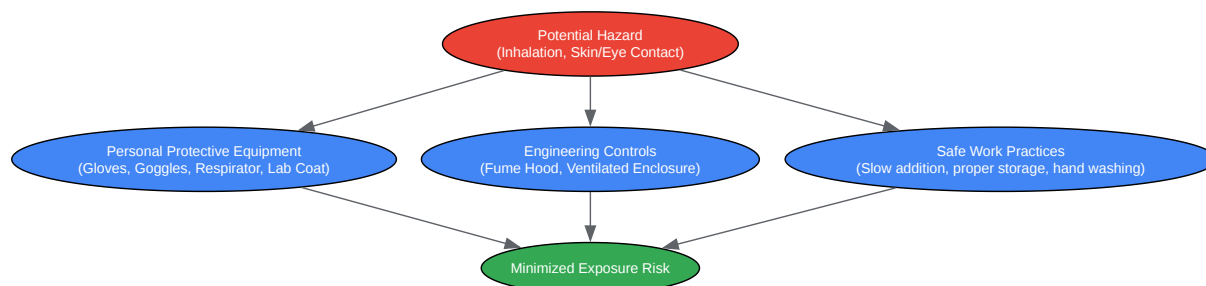 Potential Hazard
(Inhalation, Skin/Eye Contact)
Personal Protective Equipment
(Gloves, Goggles, Respirator, Lab Coat)
Engineering Controls
(Fume Hood, Ventilated Enclosure)
Safe Work Practices
(Slow addition, proper storage, hand washing)
Minimized Exposure Risk